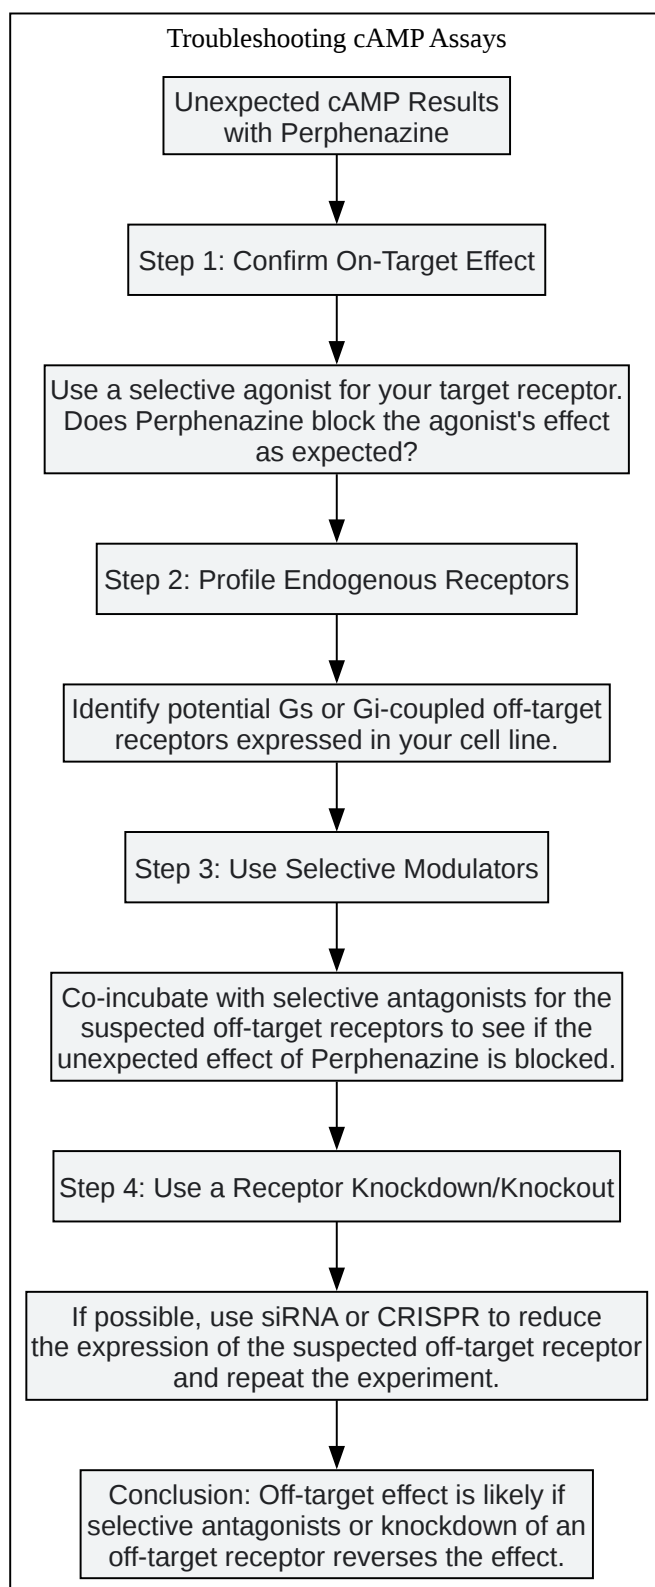 Troubleshooting cAMP Assays
Unexpected cAMP Results
with Perphenazine
Step 1: Confirm On-Target Effect
Use a selective agonist for your target receptor.
Does Perphenazine block the agonist's effect
as expected?
Step 2: Profile Endogenous Receptors
Identify potential Gs or Gi-coupled off-target
receptors expressed in your cell line.
Step 3: Use Selective Modulators
Co-incubate with selective antagonists for the
suspected off-target receptors to see if the
unexpected effect of Perphenazine is blocked.
Step 4: Use a Receptor Knockdown/Knockout
If possible, use siRNA or CRISPR to reduce
the expression of the suspected off-target receptor
and repeat the experiment.
Conclusion: Off-target effect is likely if
selective antagonists or knockdown of an
off-target receptor reverses the effect.